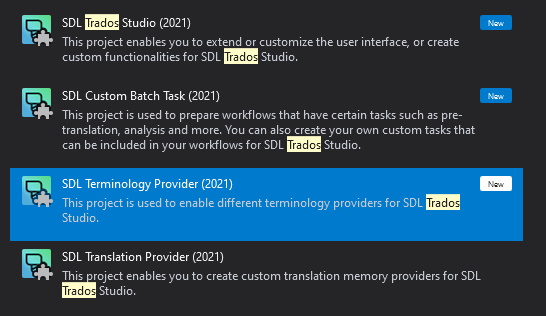 SDL Trados Studio (2021)
New
This project enables you to extend or customize the user interface, or create
custom functionalities for SDL Trados Studio.
SDL Custom Batch Task (2021)
New
This project is used to prepare workflows that have certain tasks such as pre-
translation, analysis and more. You can also create your own custom tasks that
can be included in your workflows for SDL Trados Studio.
SDL Terminology Provider (2021)
New
This project is used to enable different terminology providers for SDL Trados
Studio.
SDL Translation Provider (2021)
This project enables you to create custom translation memory providers for SDL
Trados Studio.